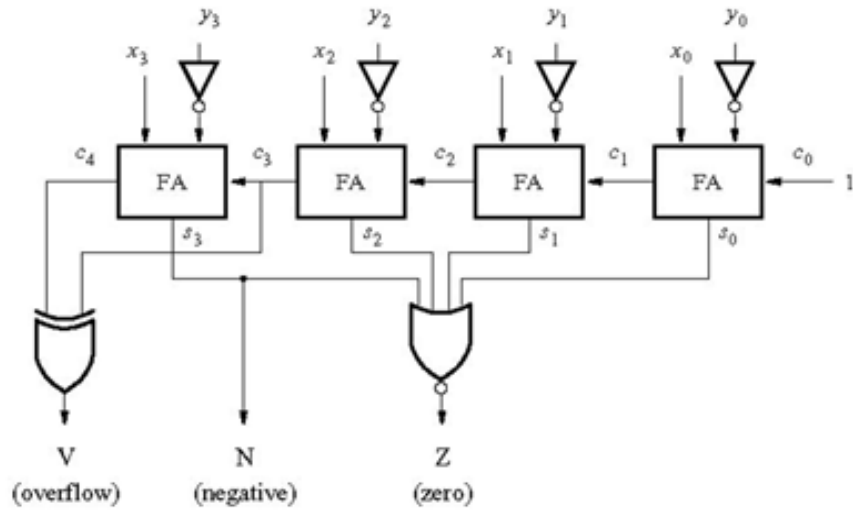 y3 y2 y1 y0
x3 x2 x1 x0
c4 c3 c2 c1 c0
FA FA FA FA 1
s3 s2 s1 s0
V N Z
(overflow) (negative) (zero)